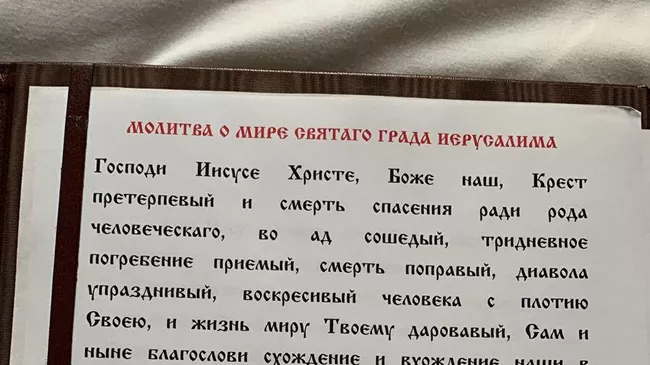 МОЛИТВА О МИРЕ СВЯТАГО ГРАДА ИЕРУСАЛИМА
Господи Иисусе Христе, Боже наш, Крест
претерпевый и смерть спасения ради рода
человеческаго, во ад сошедый, тридневное
погребение приемый, смерть поправый, диавола
упразднивый, воскресивый человека с плотию
Своею, и жизнь миру Твоему даровавый, Сам и
ныне благослови схождение и вхождение наши в